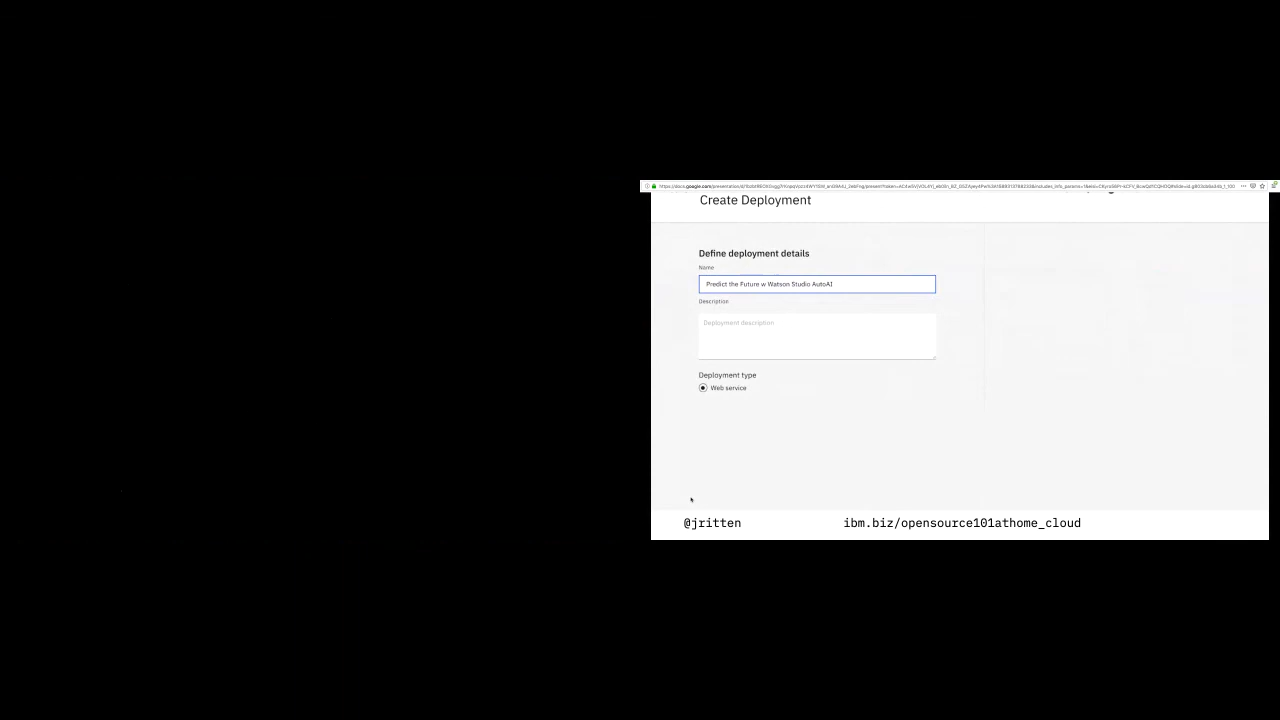 Create Deployment
Define deployment details
Name
Predict the Future w Watson Studio AutoAI
Description
Deployment description
Deployment type
Web service
@jritten
ibm.biz/opensource101athome_cloud